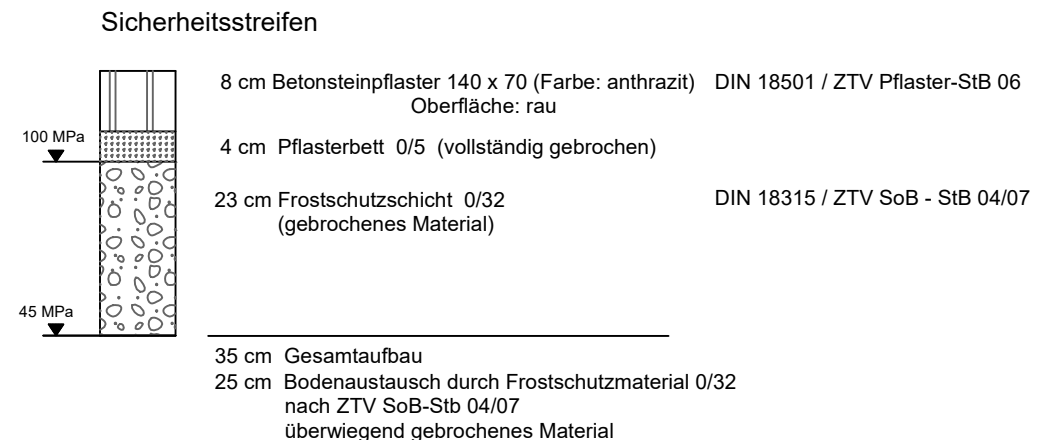 Sicherheitsstreifen
8 cm Betonsteinpflaster 140 x 70 (Farbe: anthrazit) DIN 18501 / ZTV Pflaster-StB 06
Oberfläche: rau
100 MPa
4 cm Pflasterbett 0/5 (vollständig gebrochen)
23 cm Frostschutzschicht 0/32 DIN 18315 / ZTV SoB - StB 04/07
(gebrochenes Material)
45 MPa
35 cm Gesamtaufbau
25 cm Bodenaustausch durch Frostschutzmaterial 0/32
nach ZTV SoB-Stb 04/07
überwiegend gebrochenes Material